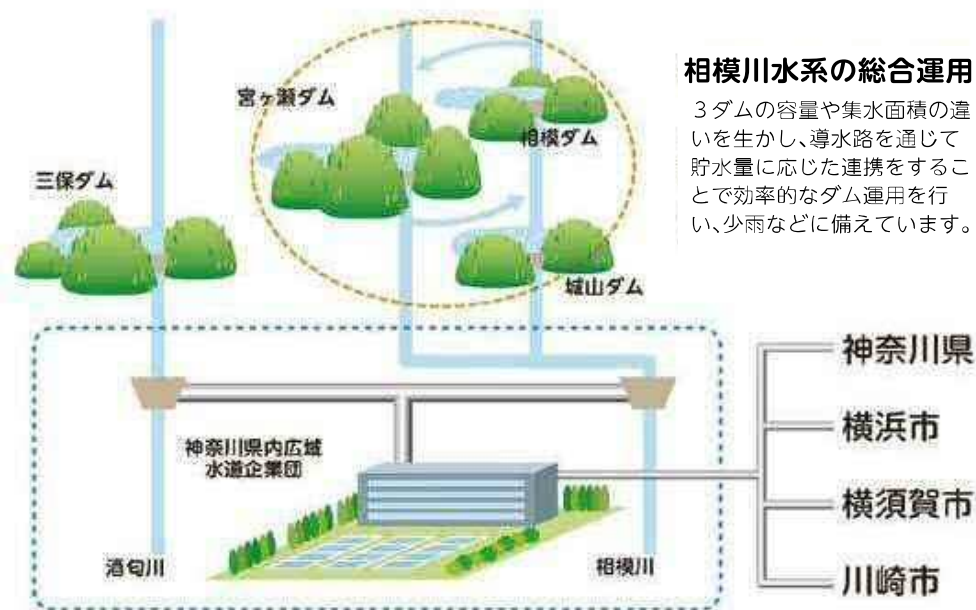 相模川水系の総合運用
3ダムの容量や集水面積の違
いを生かし、導水路を通じて
貯水量に応じた連携をするこ
とで効率的なダム運用を行
い、少雨などに備えています。
宮ヶ瀬ダム
相模ダム
三保ダム
城山ダム
神奈川県内広域
水道企業団
酒匂川
相模川
神奈川県
横浜市
横須賀市
川崎市